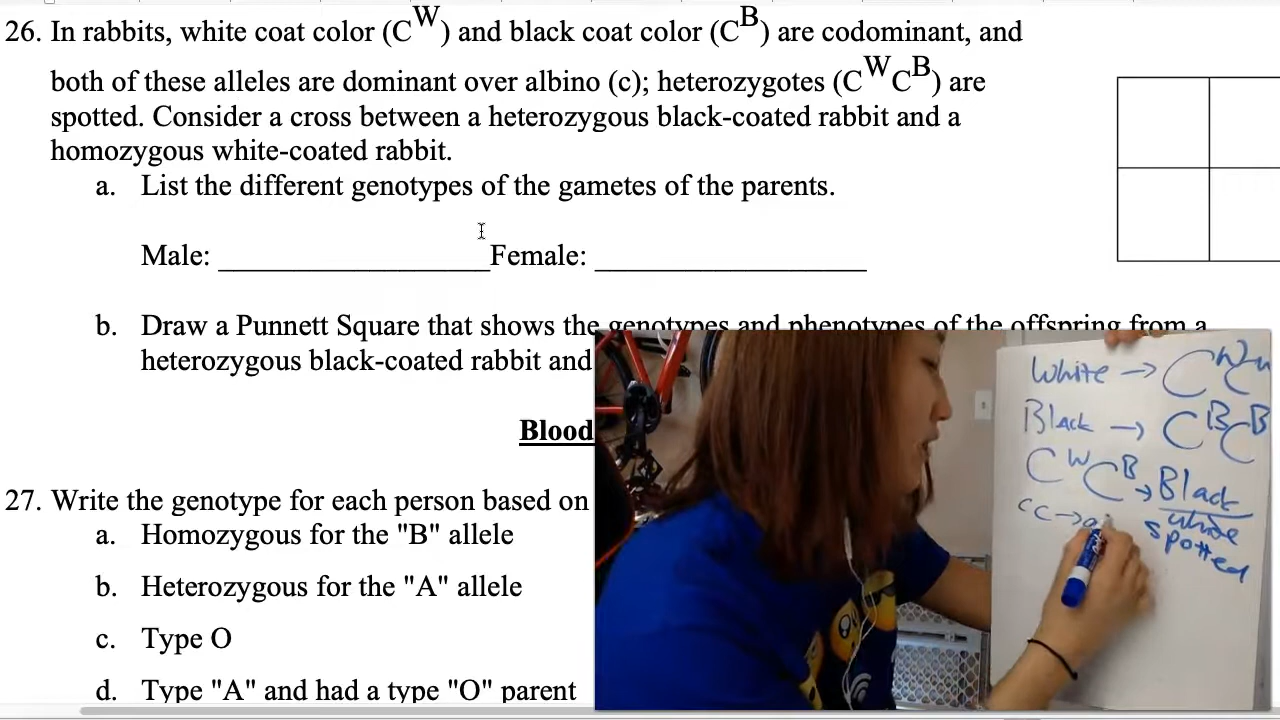 26. In rabbits, white coat color (C^W) and black coat color (C^B) are codominant, and
both of these alleles are dominant over albino (c); heterozygotes (C^W C^B) are
spotted. Consider a cross between a heterozygous black-coated rabbit and a
homozygous white-coated rabbit.
a. List the different genotypes of the gametes of the parents.
Male: ____________________ Female: ____________________
b. Draw a Punnett Square that shows the genotypes and phenotypes of the offspring from a
heterozygous black-coated rabbit and
Blood
27. Write the genotype for each person based on
a. Homozygous for the "B" allele
b. Heterozygous for the "A" allele
c. Type O
d. Type "A" and had a type "O" parent
White → C^W C^W
Black → C^B C^B
C^W C^B → Black
white
spotted
cc → a